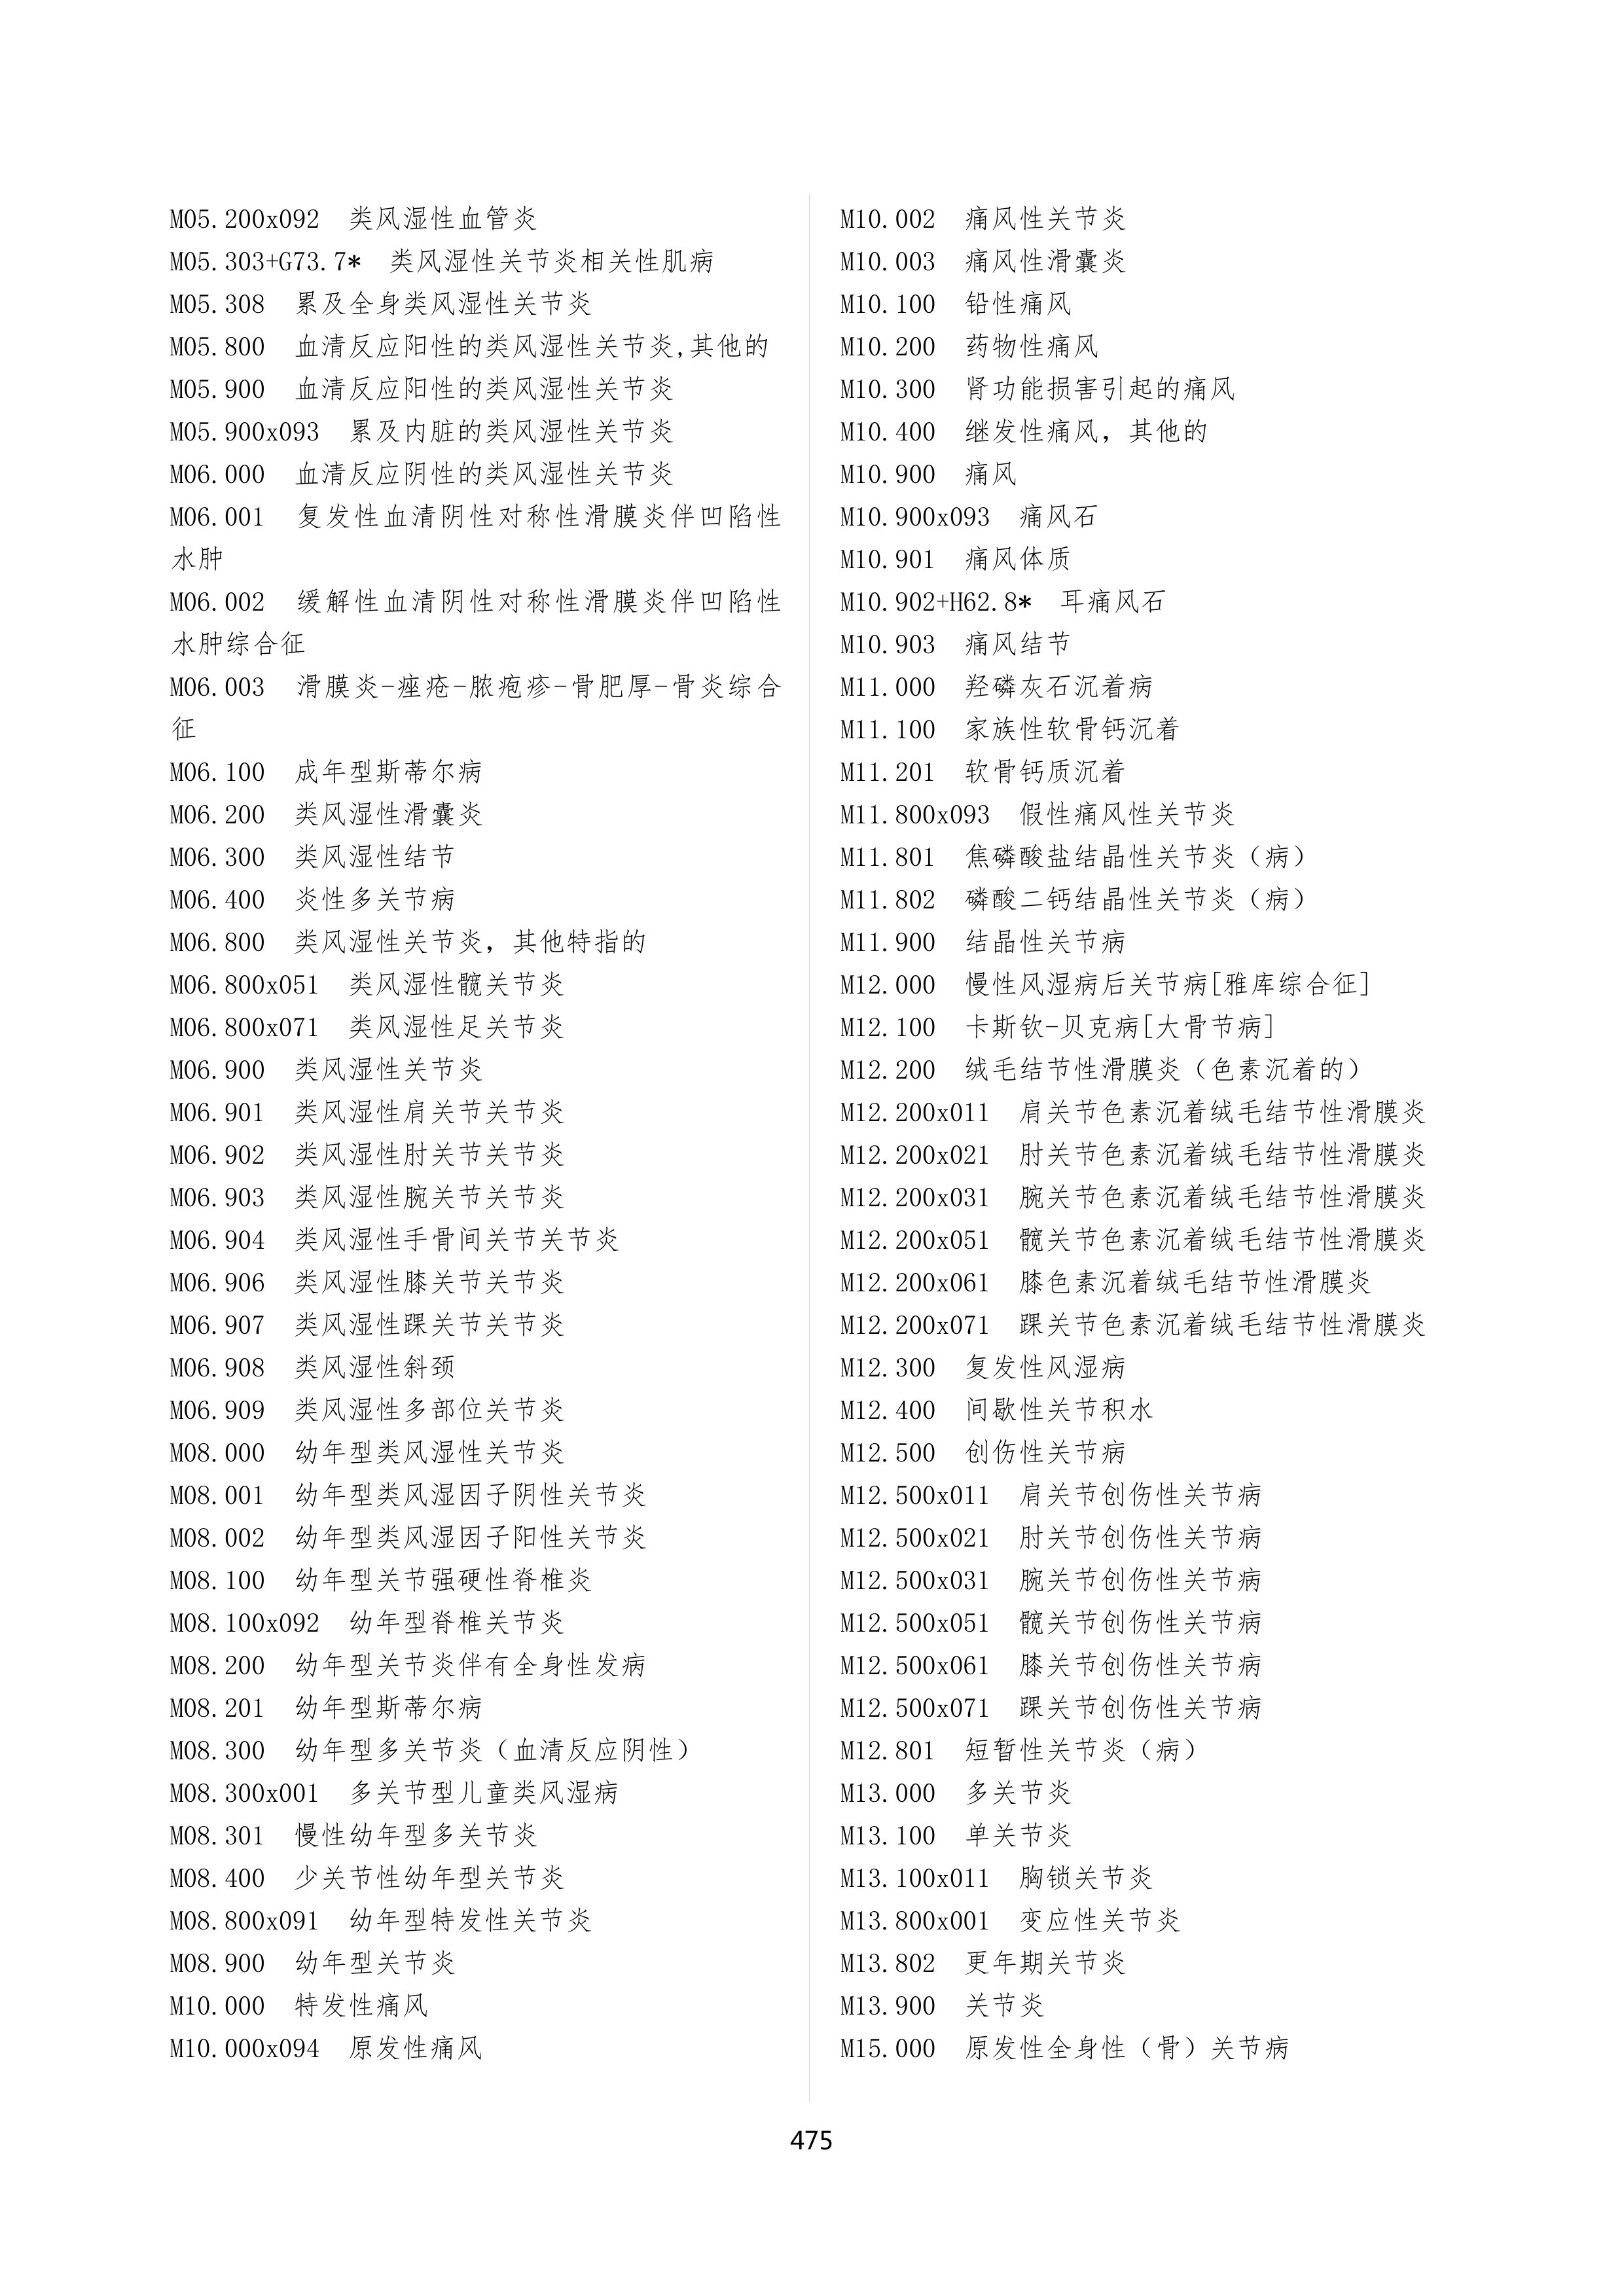 M05.200x092 类风湿性血管炎
M05.303+G73.7* 类风湿性关节炎相关性肌病
M05.308 累及全身类风湿性关节炎
M05.800 血清反应阳性的类风湿性关节炎,其他的
M05.900 血清反应阳性的类风湿性关节炎
M05.900x093 累及内脏的类风湿性关节炎
M06.000 血清反应阴性的类风湿性关节炎
M06.001 复发性血清阴性对称性滑膜炎伴凹陷性
水肿
M06.002 缓解性血清阴性对称性滑膜炎伴凹陷性
水肿综合征
M06.003 滑膜炎-痤疮-脓疱疹-骨肥厚-骨炎综合
征
M06.100 成年型斯蒂尔病
M06.200 类风湿性滑囊炎
M06.300 类风湿性结节
M06.400 炎性多关节病
M06.800 类风湿性关节炎，其他特指的
M06.800x051 类风湿性髋关节炎
M06.800x071 类风湿性足关节炎
M06.900 类风湿性关节炎
M06.901 类风湿性肩关节关节炎
M06.902 类风湿性肘关节关节炎
M06.903 类风湿性腕关节关节炎
M06.904 类风湿性手骨间关节关节炎
M06.906 类风湿性膝关节关节炎
M06.907 类风湿性踝关节关节炎
M06.908 类风湿性斜颈
M06.909 类风湿性多部位关节炎
M08.000 幼年型类风湿性关节炎
M08.001 幼年型类风湿因子阴性关节炎
M08.002 幼年型类风湿因子阳性关节炎
M08.100 幼年型关节强硬性脊椎炎
M08.100x092 幼年型脊椎关节炎
M08.200 幼年型关节炎伴有全身性发病
M08.201 幼年型斯蒂尔病
M08.300 幼年型多关节炎（血清反应阴性）
M08.300x001 多关节型儿童类风湿病
M08.301 慢性幼年型多关节炎
M08.400 少关节性幼年型关节炎
M08.800x091 幼年型特发性关节炎
M08.900 幼年型关节炎
M10.000 特发性痛风
M10.000x094 原发性痛风
M10.002 痛风性关节炎
M10.003 痛风性滑囊炎
M10.100 铅性痛风
M10.200 药物性痛风
M10.300 肾功能损害引起的痛风
M10.400 继发性痛风，其他的
M10.900 痛风
M10.900x093 痛风石
M10.901 痛风体质
M10.902+H62.8* 耳痛风石
M10.903 痛风结节
M11.000 羟磷灰石沉着病
M11.100 家族性软骨钙沉着
M11.201 软骨钙质沉着
M11.800x093 假性痛风性关节炎
M11.801 焦磷酸盐结晶性关节炎（病）
M11.802 磷酸二钙结晶性关节炎（病）
M11.900 结晶性关节病
M12.000 慢性风湿病后关节病[雅库综合征]
M12.100 卡斯钦-贝克病[大骨节病]
M12.200 绒毛结节性滑膜炎（色素沉着的）
M12.200x011 肩关节色素沉着绒毛结节性滑膜炎
M12.200x021 肘关节色素沉着绒毛结节性滑膜炎
M12.200x031 腕关节色素沉着绒毛结节性滑膜炎
M12.200x051 髋关节色素沉着绒毛结节性滑膜炎
M12.200x061 膝色素沉着绒毛结节性滑膜炎
M12.200x071 踝关节色素沉着绒毛结节性滑膜炎
M12.300 复发性风湿病
M12.400 间歇性关节积水
M12.500 创伤性关节病
M12.500x011 肩关节创伤性关节病
M12.500x021 肘关节创伤性关节病
M12.500x031 腕关节创伤性关节病
M12.500x051 髋关节创伤性关节病
M12.500x061 膝关节创伤性关节病
M12.500x071 踝关节创伤性关节病
M12.801 短暂性关节炎（病）
M13.000 多关节炎
M13.100 单关节炎
M13.100x011 胸锁关节炎
M13.800x001 变应性关节炎
M13.802 更年期关节炎
M13.900 关节炎
M15.000 原发性全身性（骨）关节病
475